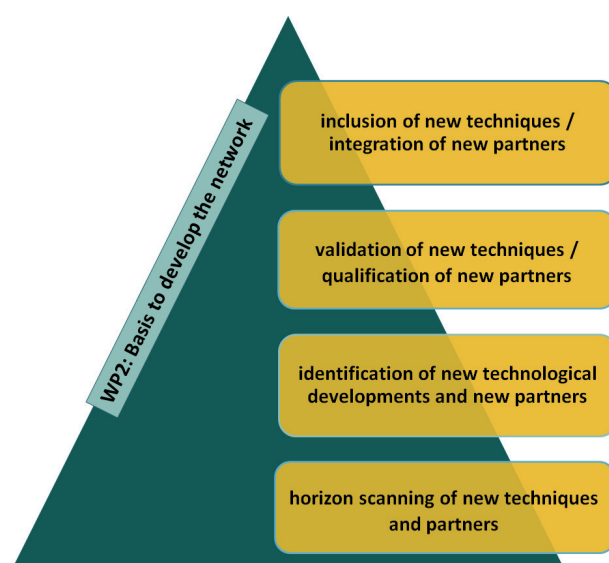 WP2: Basis to develop the network
inclusion of new techniques /
integration of new partners
validation of new techniques /
qualification of new partners
identification of new technological
developments and new partners
horizon scanning of new techniques
and partners